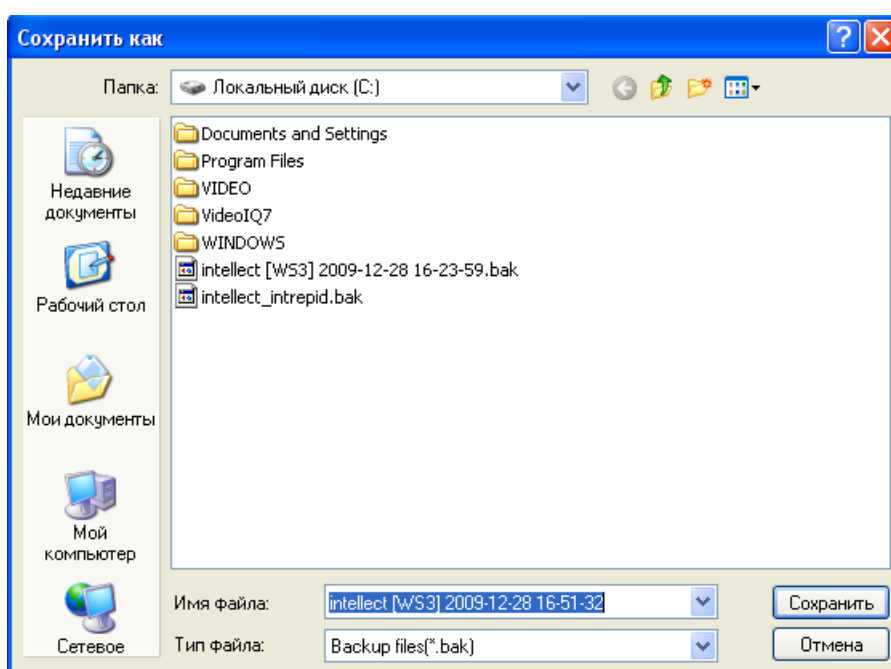 Сохранить как
Папка: Локальный диск (C:)
Недавние документы
Рабочий стол
Мои документы
Мой компьютер
Сетевое
Documents and Settings
Program Files
VIDEO
VideoIQ7
WINDOWS
intellect [WS3] 2009-12-28 16-23-59.bak
intellect_intrepid.bak
Имя файла: intellect [WS3] 2009-12-28 16-51-32 Сохранить
Тип файла: Backup files(*.bak) Отмена